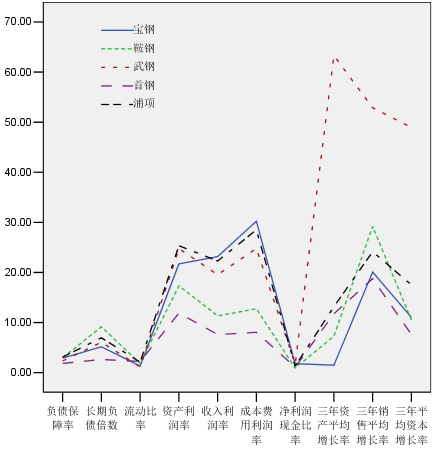 70.00
60.00
50.00
40.00
30.00
20.00
10.00
0.00
宝钢
鞍钢
武钢
首钢
浦项
负债保
障率
长期负
债倍数
流动比
率
资产利
润率
收入利
润率
成本费
用利润
率
净利润
现金比
率
三年资
产平均
增长率
三年销
售平均
增长率
三年平
均资本
增长率